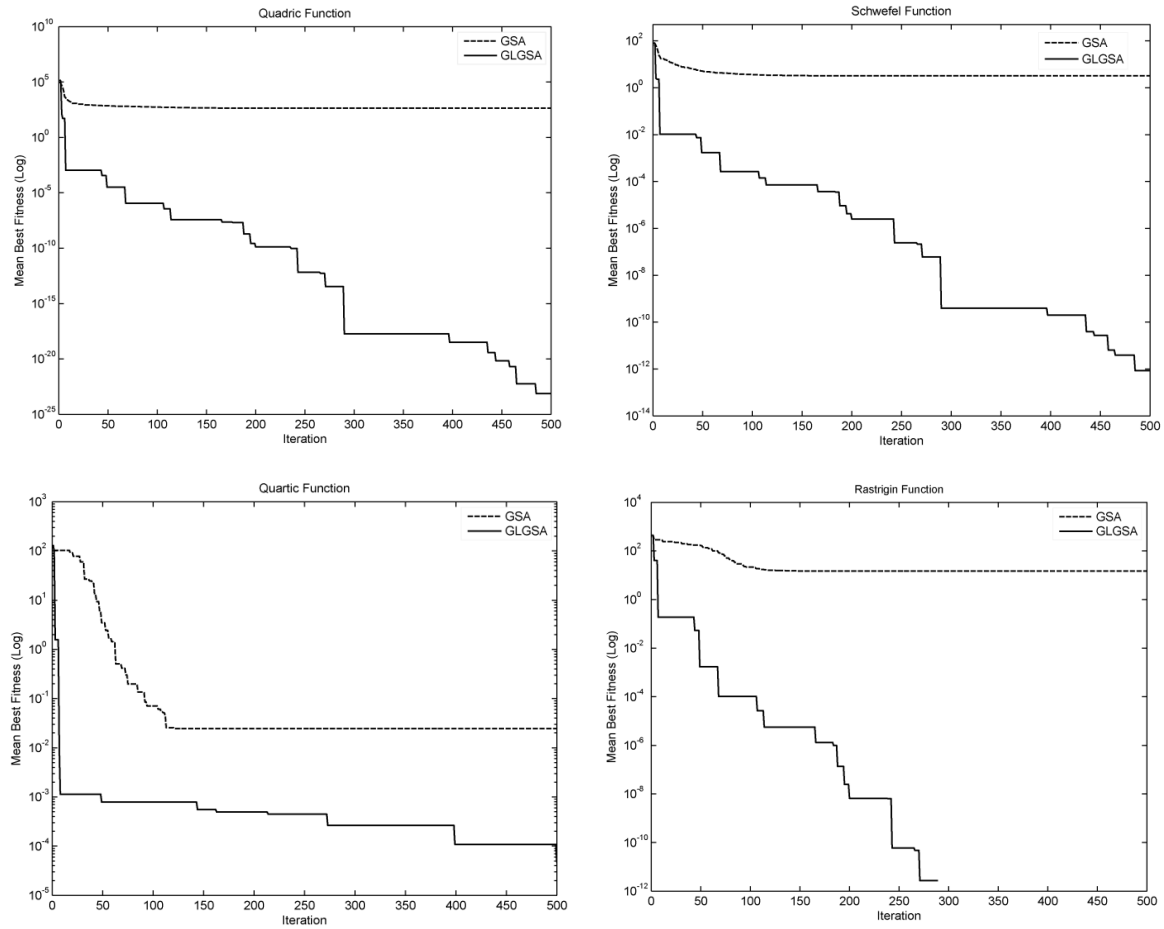 Quadric Function
Mean Best Fitness (Log)
10^10
10^5
10^0
10^-5
10^-10
10^-15
10^-20
10^-25
GSA
GLGSA
0 50 100 150 200 250 300 350 400 450 500
Iteration
Schwefel Function
Mean Best Fitness (Log)
10^2
10^0
10^-2
10^-4
10^-6
10^-8
10^-10
10^-12
10^-14
GSA
GLGSA
0 50 100 150 200 250 300 350 400 450 500
Iteration
Quartic Function
Mean Best Fitness (Log)
10^3
10^2
10^1
10^0
10^-1
10^-2
10^-3
10^-4
10^-5
GSA
GLGSA
0 50 100 150 200 250 300 350 400 450 500
Iteration
Rastrigin Function
Mean Best Fitness (Log)
10^4
10^2
10^0
10^-2
10^-4
10^-6
10^-8
10^-10
10^-12
GSA
GLGSA
0 50 100 150 200 250 300 350 400 450 500
Iteration